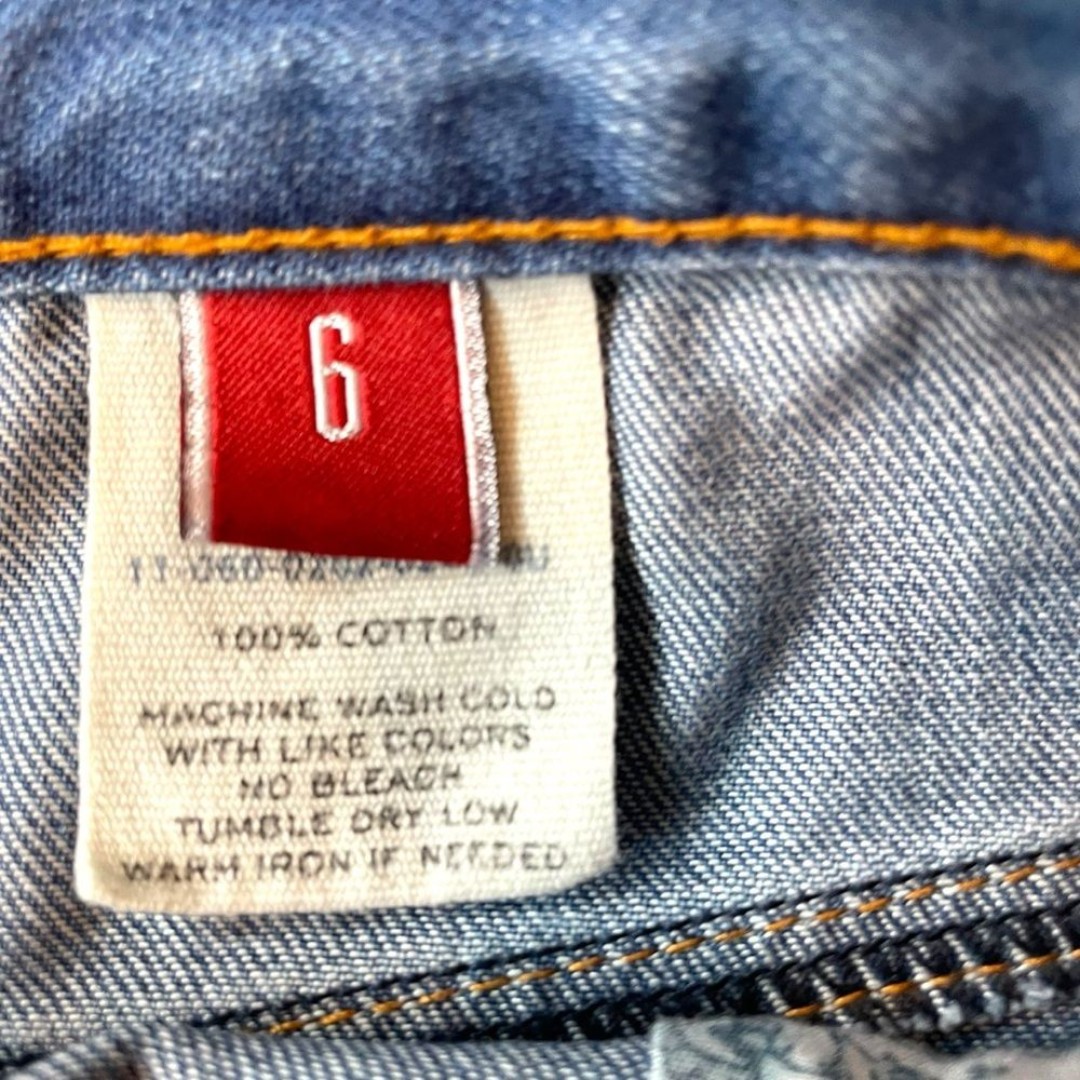 6
100% COTTON
MACHINE WASH COLD
WITH LIKE COLORS
NO BLEACH
TUMBLE DRY LOW
WARM IRON IF NEEDED